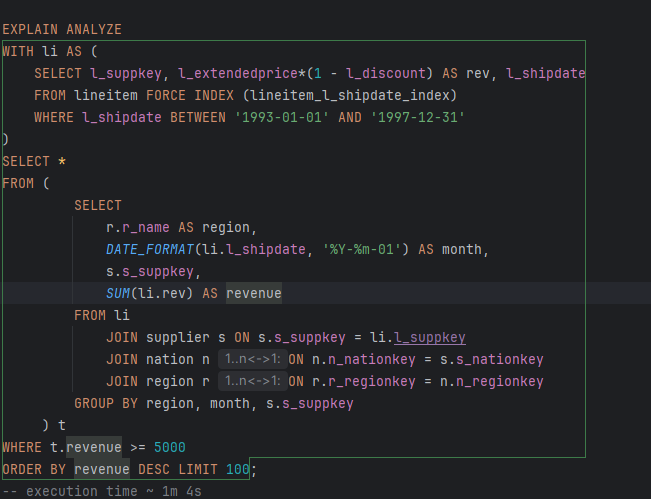 EXPLAIN ANALYZE
WITH li AS (
    SELECT l_suppkey, l_extendedprice*(1 - l_discount) AS rev, l_shipdate
    FROM lineitem FORCE INDEX (lineitem_l_shipdate_index)
    WHERE l_shipdate BETWEEN '1993-01-01' AND '1997-12-31'
)
SELECT *
FROM (
         SELECT
             r.r_name AS region,
             DATE_FORMAT(li.l_shipdate, '%Y-%m-01') AS month,
             s.s_suppkey,
             SUM(li.rev) AS revenue
         FROM li
             JOIN supplier s ON s.s_suppkey = li.l_suppkey
             JOIN nation n 1..n<->1: ON n.n_nationkey = s.s_nationkey
             JOIN region r 1..n<->1: ON r.r_regionkey = n.n_regionkey
         GROUP BY region, month, s.s_suppkey
     ) t
WHERE t.revenue >= 5000
ORDER BY revenue DESC LIMIT 100;
-- execution time ~ 1m 4s